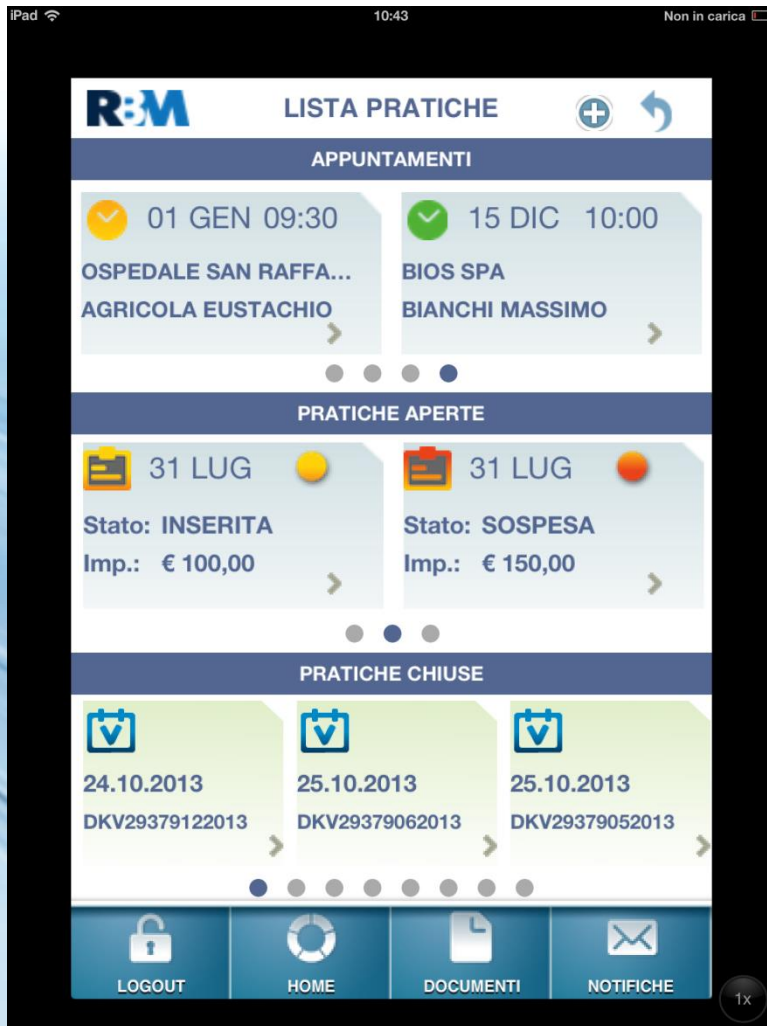 iPad 10:43 Non in carica
RBM LISTA PRATICHE
APPUNTAMENTI
01 GEN 09:30 15 DIC 10:00
OSPEDALE SAN RAFFA... BIOS SPA
AGRICOLA EUSTACHIO BIANCHI MASSIMO
PRATICHE APERTE
31 LUG 31 LUG
Stato: INSERITA Stato: SOSPESA
Imp.: € 100,00 Imp.: € 150,00
PRATICHE CHIUSE
24.10.2013 25.10.2013 25.10.2013
DKV29379122013 DKV29379062013 DKV29379052013
LOGOUT HOME DOCUMENTI NOTIFICHE
1x